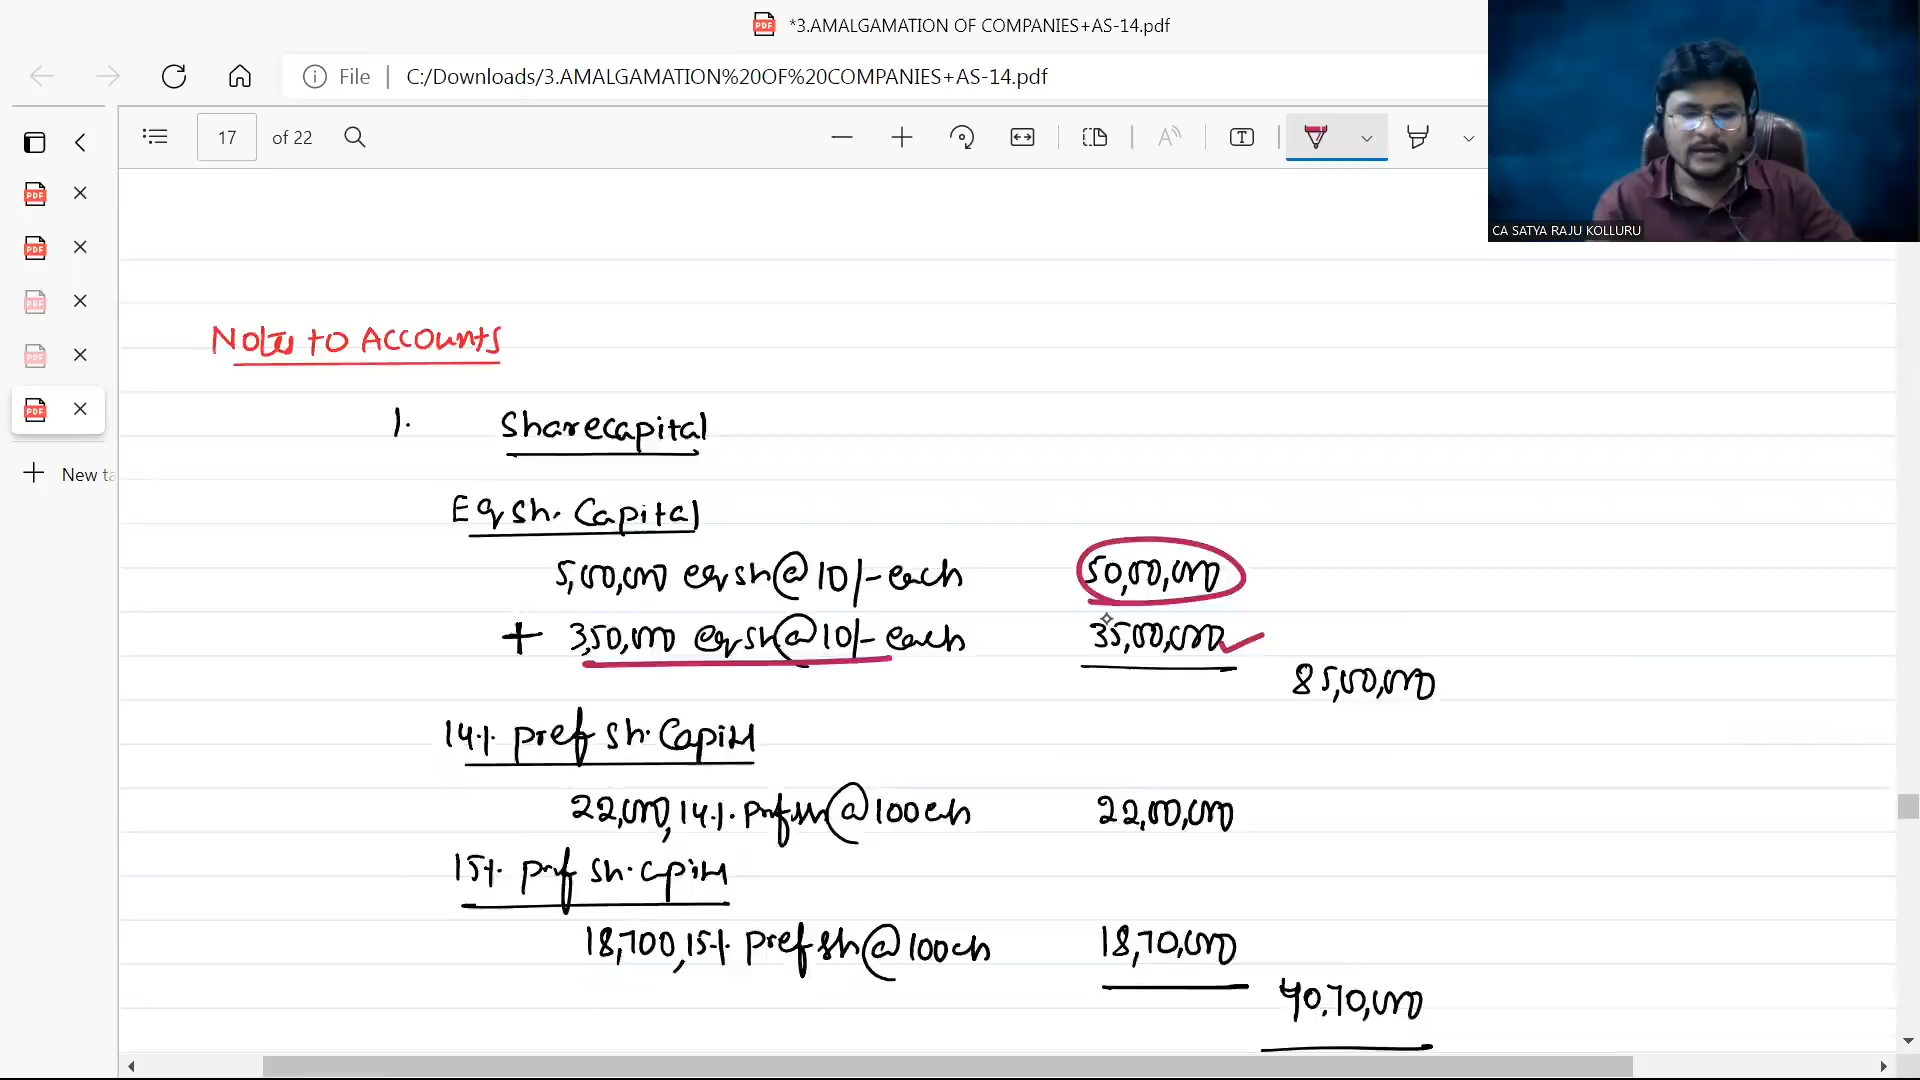 *3.AMALGAMATION OF COMPANIES+AS-14.pdf
File | C:/Downloads/3.AMALGAMATION%20OF%20COMPANIES+AS-14.pdf
17 of 22
CA SATYA RAJU KOLLURU
New ta
Notes to Accounts
1. Sharecapital
Eq sh. Capital
5,00,000 eq sh @ 10/- each 50,00,000
+ 3,50,000 eq sh @ 10/- each 35,00,000
85,00,000
14%. pref sh. Capital
22,000, 14%. pref sh @ 100 each 22,00,000
15%. pref sh. capital
18,700, 15% pref sh @ 100 each 18,70,000
40,70,000